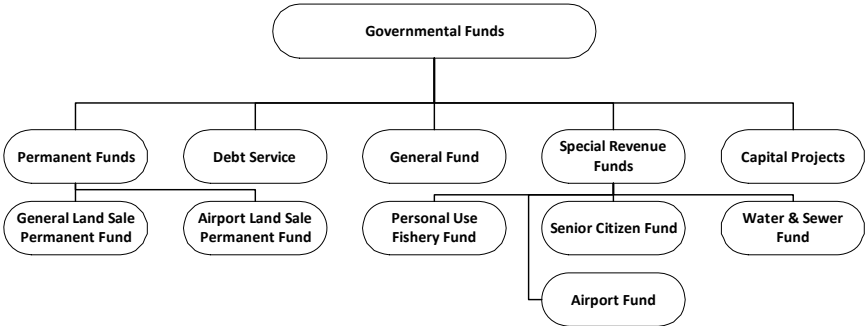 Governmental Funds
Permanent Funds
Debt Service
General Fund
Special Revenue
Funds
Capital Projects
General Land Sale
Permanent Fund
Airport Land Sale
Permanent Fund
Personal Use
Fishery Fund
Senior Citizen Fund
Water & Sewer
Fund
Airport Fund